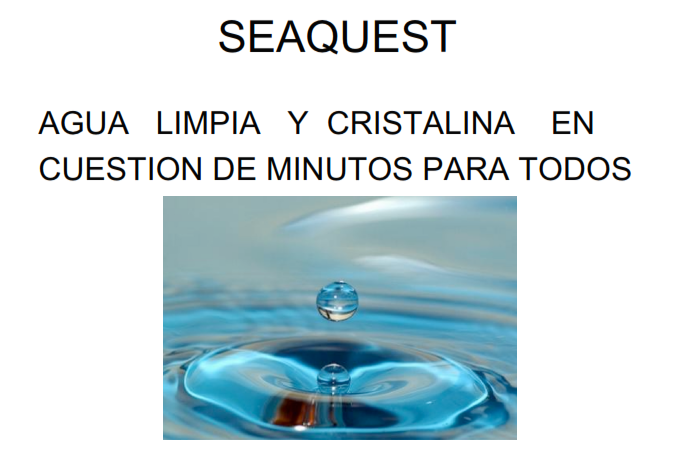 SEAQUEST
AGUA LIMPIA Y CRISTALINA EN
CUESTION DE MINUTOS PARA TODOS